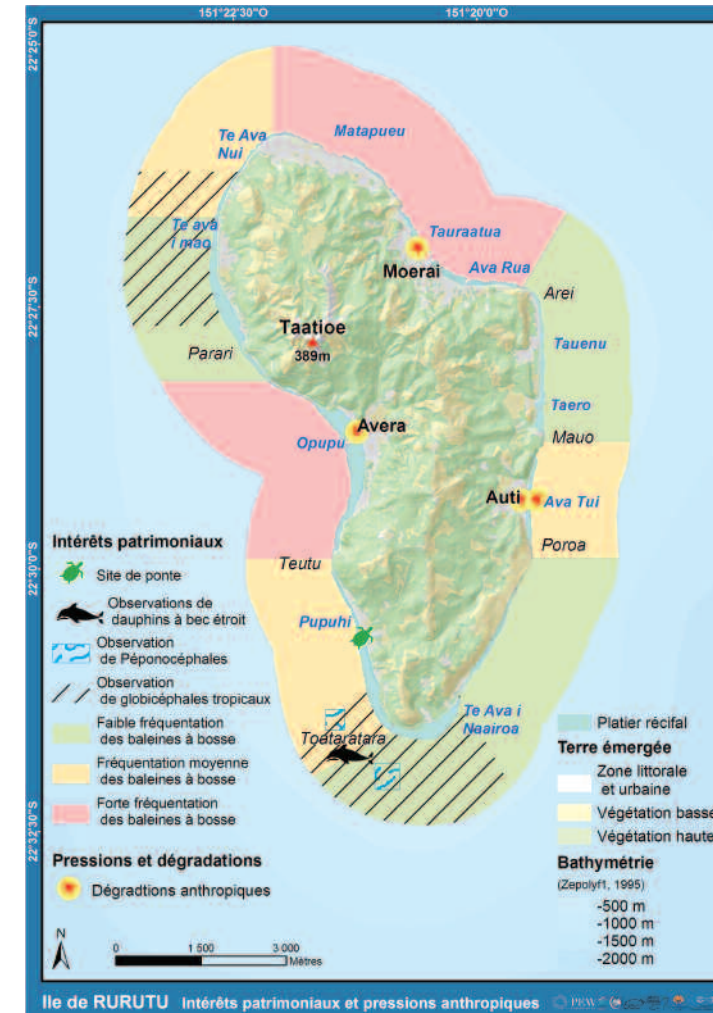 151°22'30"O
151°20'0"O
22°25'0"S
Te Ava
Nui
Matapueu
Te ava
i mao
Tauraatua
Moerai
Ava Rua
Arei
22°27'30"S
Taatioe
389m
Parari
Tauenu
Taero
Avera
Opupu
Mauo
Auti
Ava Tui
Poroa
22°30'0"S
Teutu
Pupuhi
Te Ava i
Naairoa
Toataratara
22°32'30"S
Intérêts patrimoniaux
Site de ponte
Observations de
dauphins à bec étroit
Observation
de Péponocéphales
Observation
de globicéphales tropicaux
Faible fréquentation
des baleines à bosse
Fréquentation moyenne
des baleines à bosse
Forte fréquentation
des baleines à bosse
Pressions et dégradations
Dégradtions anthropiques
Platier récifal
Terre émergée
Zone littorale
et urbaine
Végétation basse
Végétation haute
Bathymétrie
(Zepolyf1, 1995)
-500 m
-1000 m
-1500 m
-2000 m
N
0 1 500 3 000
Mètres
Ile de RURUTU Intérêts patrimoniaux et pressions anthropiques
PEW